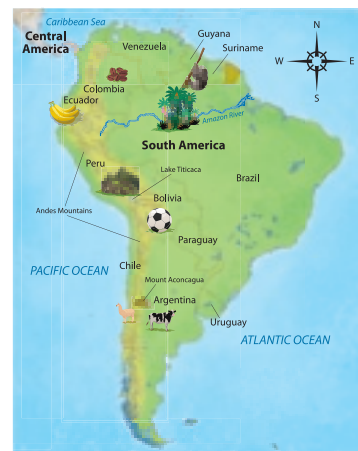 Caribbean Sea
Central
America
N
W E
S
Guyana
Venezuela
Suriname
Colombia
Ecuador
Amazon River
South America
Peru
Lake Titicaca
Brazil
Bolivia
Andes Mountains
Paraguay
PACIFIC OCEAN
Chile
Mount Aconcagua
Argentina
Uruguay
ATLANTIC OCEAN